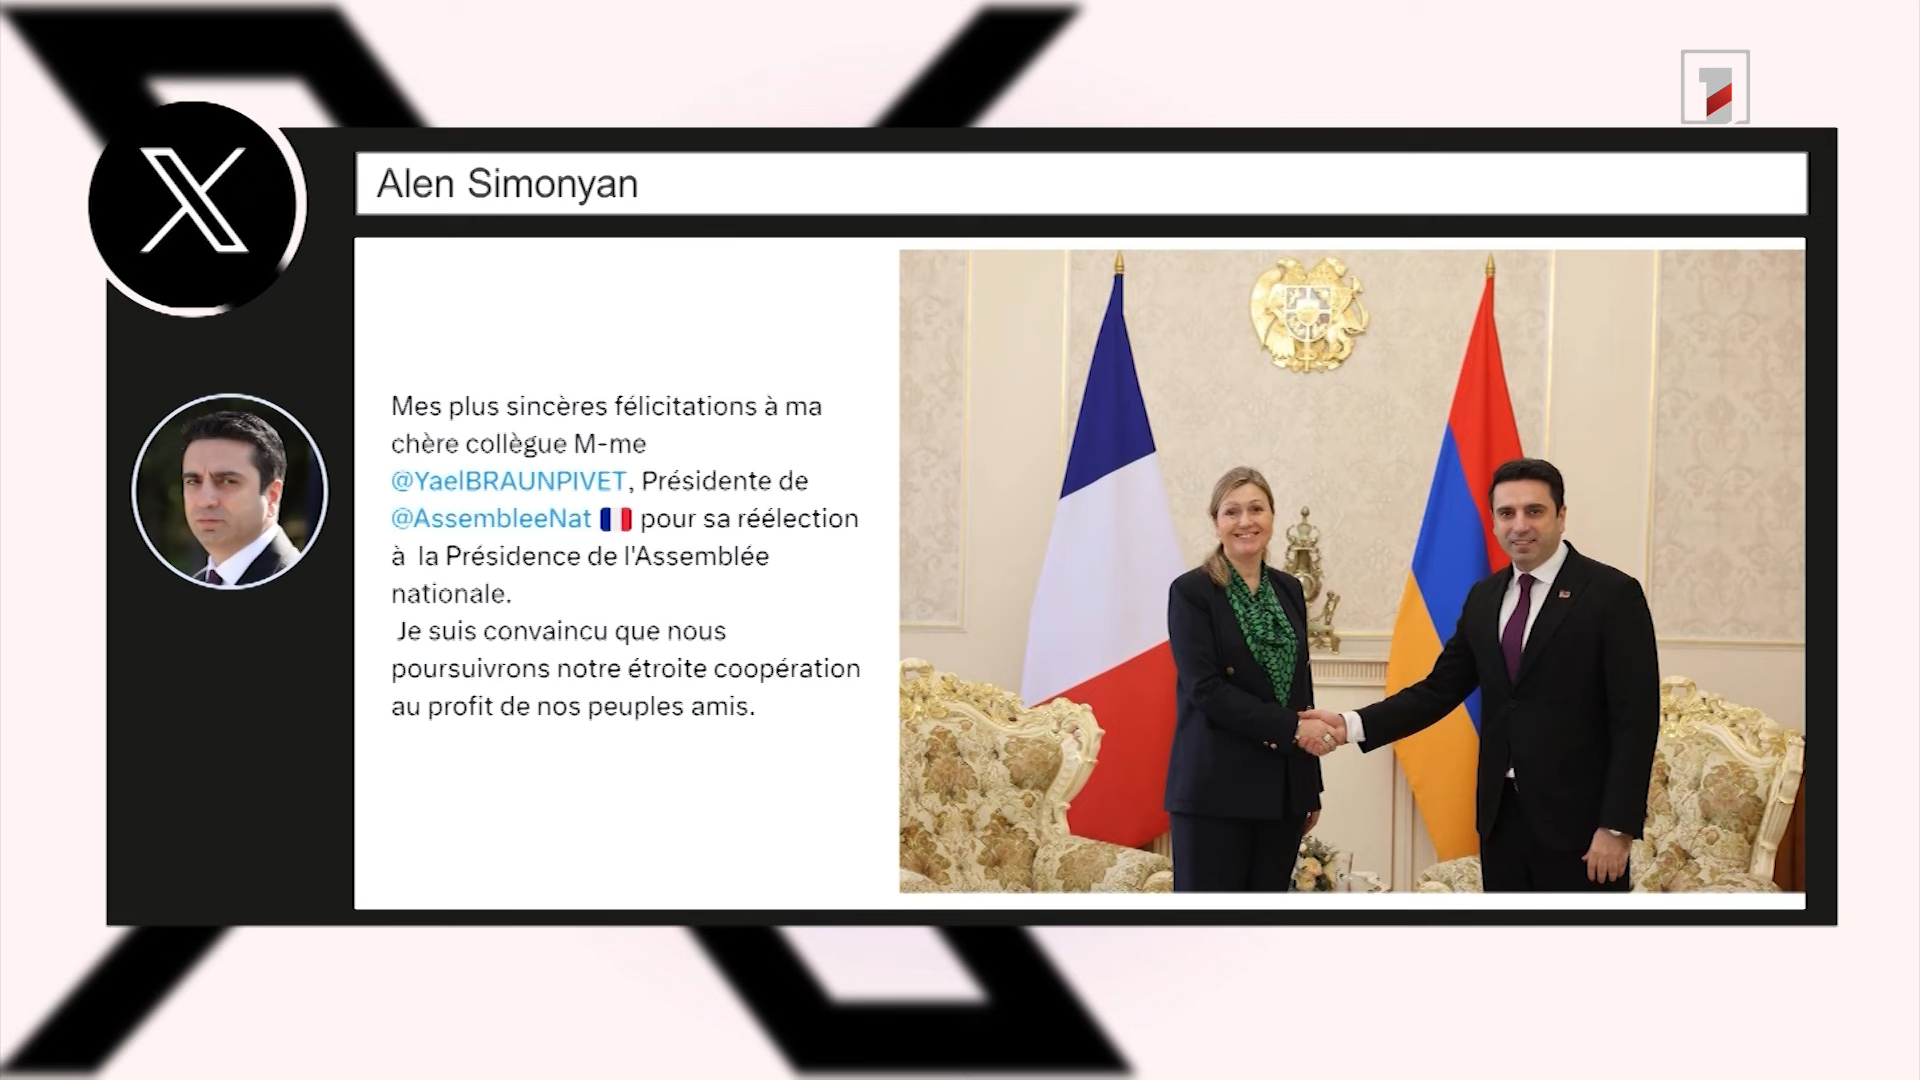 Alen Simonyan
Mes plus sincères félicitations à ma
chère collègue M-me
@YaelBRAUNPIVET, Présidente de
@AssembleeNat 🇫🇷 pour sa réélection
à  la Présidence de l'Assemblée
nationale.
Je suis convaincu que nous
poursuivrons notre étroite coopération
au profit de nos peuples amis.